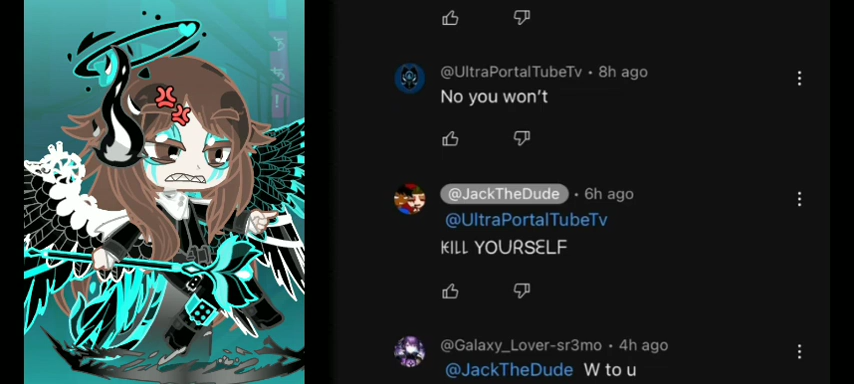 @UltraPortalTubeTv • 8h ago
No you won't
@JackTheDude • 6h ago
@UltraPortalTubeTv
KILL YOURSELF
@Galaxy_Lover-sr3mo • 4h ago
@JackTheDude W to u